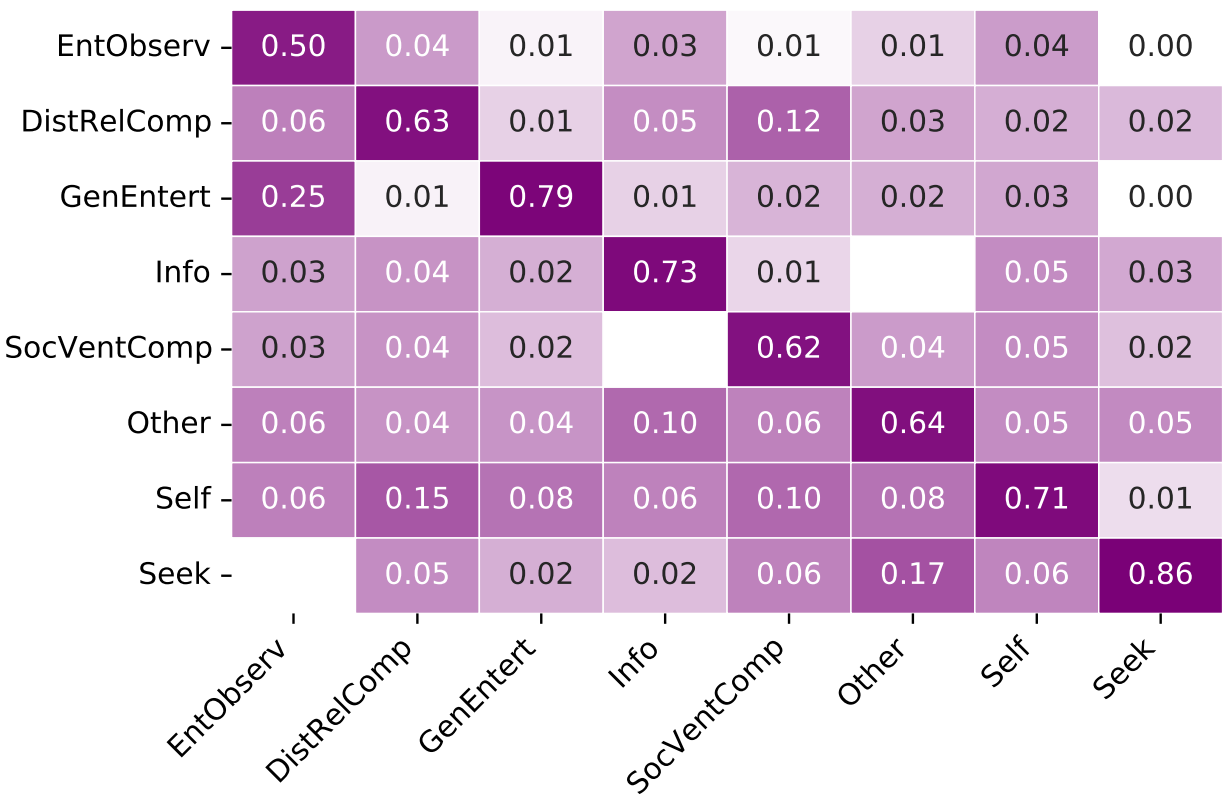 EntObserv 0.50 0.04 0.01 0.03 0.01 0.01 0.04 0.00
DistRelComp 0.06 0.63 0.01 0.05 0.12 0.03 0.02 0.02
GenEntert 0.25 0.01 0.79 0.01 0.02 0.02 0.03 0.00
Info 0.03 0.04 0.02 0.73 0.01 0.05 0.03
SocVentComp 0.03 0.04 0.02 0.62 0.04 0.05 0.02
Other 0.06 0.04 0.04 0.10 0.06 0.64 0.05 0.05
Self 0.06 0.15 0.08 0.06 0.10 0.08 0.71 0.01
Seek 0.05 0.02 0.02 0.06 0.17 0.06 0.86
EntObserv DistRelComp GenEntert Info SocVentComp Other Self Seek